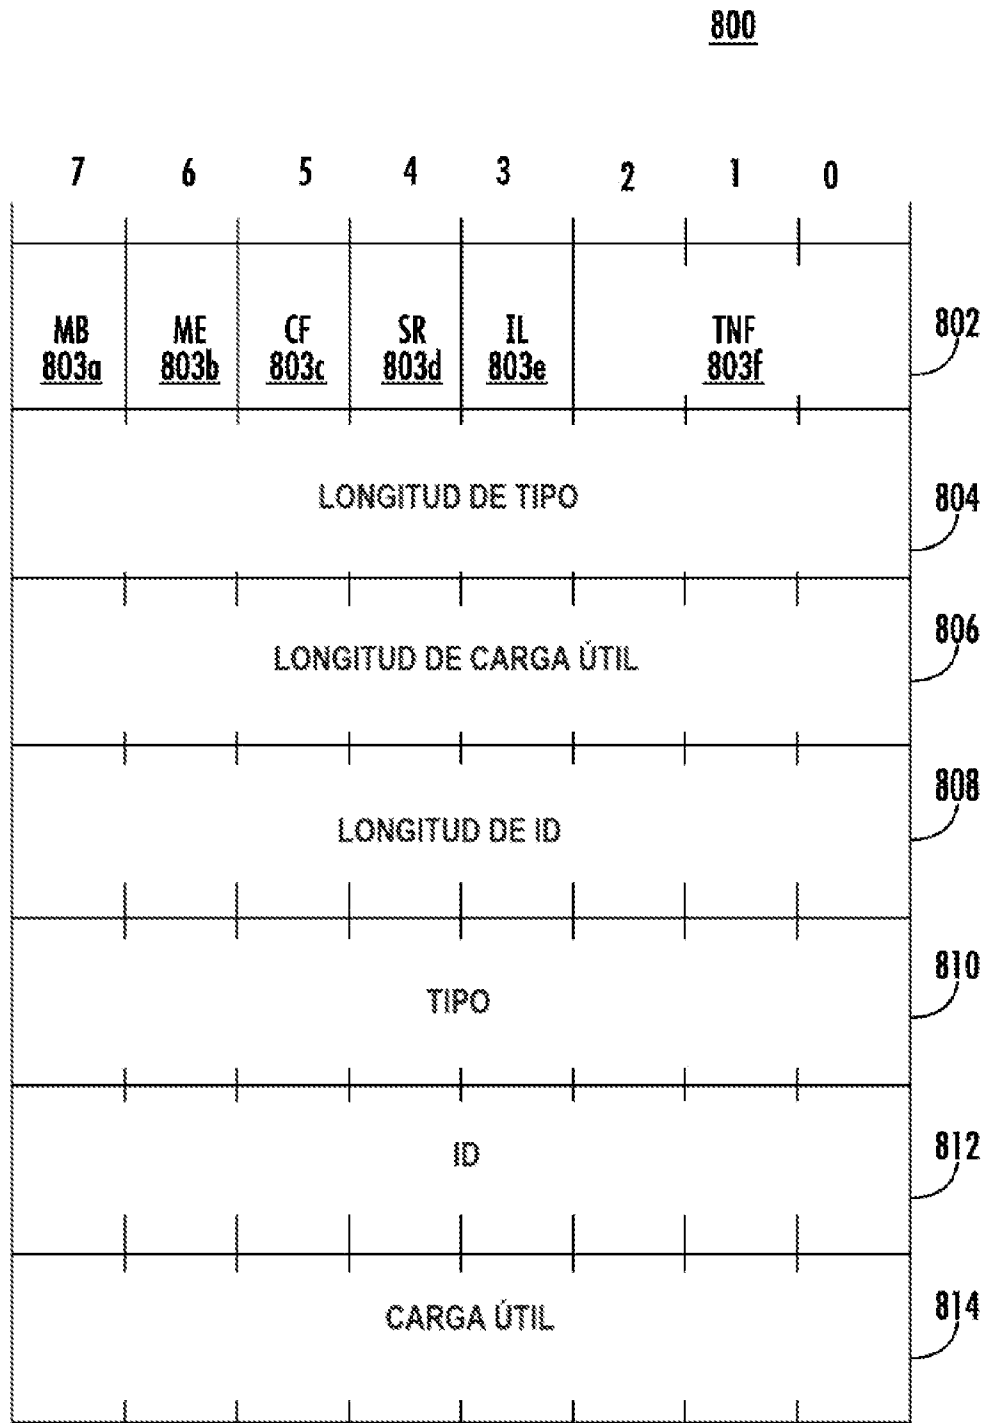 800
7 6 5 4 3 2 1 0
MB ME CF SR IL TNF
803a 803b 803c 803d 803e 803f
802
LONGITUD DE TIPO
804
LONGITUD DE CARGA ÚTIL
806
LONGITUD DE ID
808
TIPO
810
ID
812
CARGA ÚTIL
814